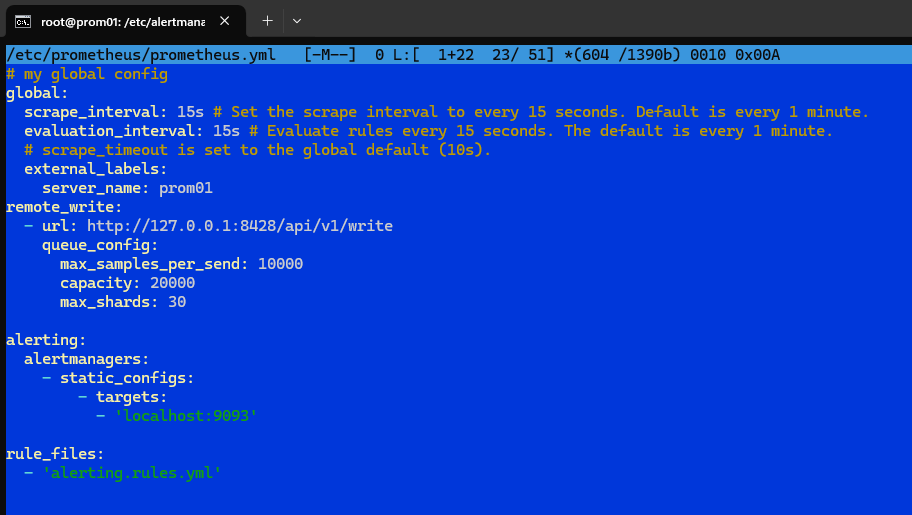 root@prom01: /etc/alertmana
/etc/prometheus/prometheus.yml   [-M--]  0 L:[  1+22  23/ 51] *(604 /1390b) 0010 0x00A
# my global config
global:
  scrape_interval: 15s # Set the scrape interval to every 15 seconds. Default is every 1 minute.
  evaluation_interval: 15s # Evaluate rules every 15 seconds. The default is every 1 minute.
  # scrape_timeout is set to the global default (10s).
  external_labels:
    server_name: prom01
remote_write:
  - url: http://127.0.0.1:8428/api/v1/write
    queue_config:
      max_samples_per_send: 10000
      capacity: 20000
      max_shards: 30
alerting:
  alertmanagers:
    - static_configs:
        - targets:
          - 'localhost:9093'
rule_files:
  - 'alerting.rules.yml'